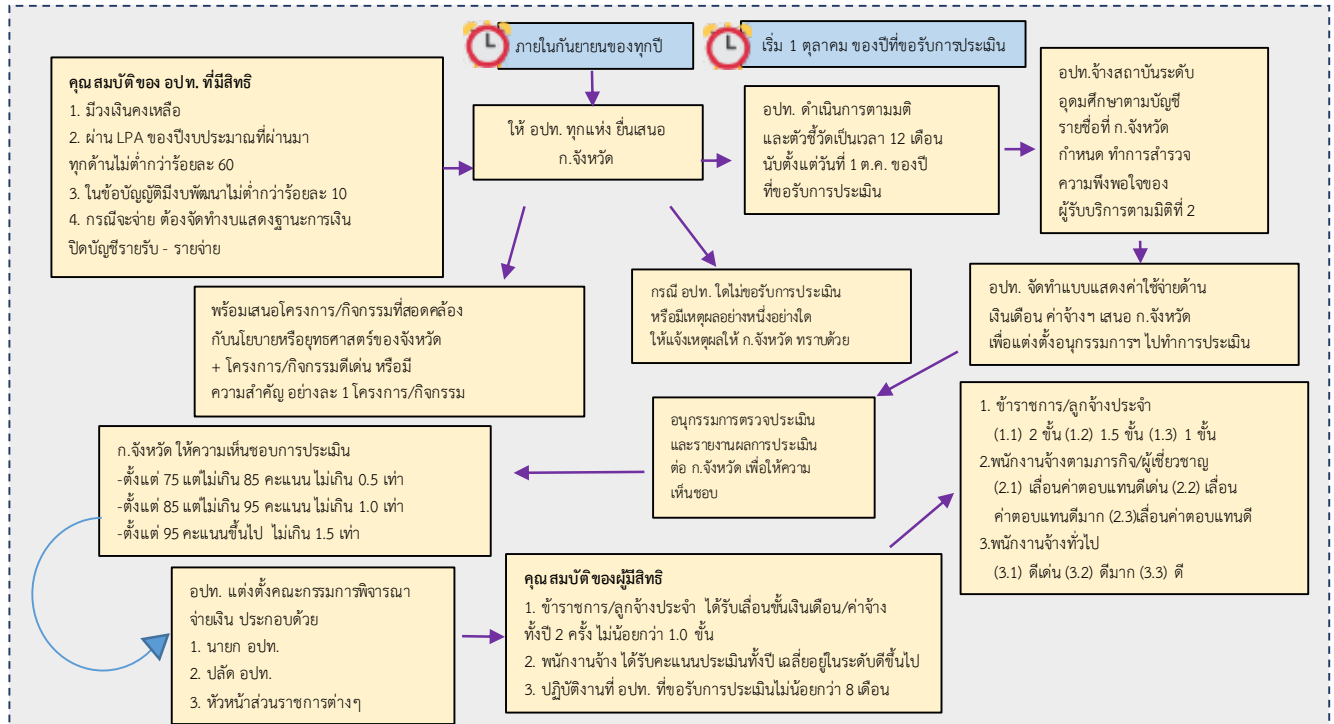 ภายในกันยายนของทุกปี
เริ่ม 1 ตุลาคม ของปีที่ขอรับการประเมิน
คุณสมบัติของ อปท. ที่มีสิทธิ
1. มีวงเงินคงเหลือ
2. ผ่าน LPA ของปีงบประมาณที่ผ่านมา
ทุกด้านไม่ต่ำกว่าร้อยละ 60
3. ในข้อบัญญัติมีงบพัฒนาไม่ต่ำกว่าร้อยละ 10
4. กรณีจะจ่าย ต้องจัดทำงบแสดงฐานะการเงิน
ปิดบัญชีรายรับ - รายจ่าย
ให้ อปท. ทุกแห่ง ยื่นเสนอ
ก.จังหวัด
อปท. ดำเนินการตามมติ
และตัวชี้วัดเป็นเวลา 12 เดือน
นับตั้งแต่วันที่ 1 ต.ค. ของปี
ที่ขอรับการประเมิน
อปท.จ้างสถาบันระดับ
อุดมศึกษาตามบัญชี
รายชื่อที่ ก.จังหวัด
กำหนด ทำการสำรวจ
ความพึงพอใจของ
ผู้รับบริการตามมิติที่ 2
พร้อมเสนอโครงการ/กิจกรรมที่สอดคล้อง
กับนโยบายหรือยุทธศาสตร์ของจังหวัด
+ โครงการ/กิจกรรมดีเด่น หรือมี
ความสำคัญ อย่างละ 1 โครงการ/กิจกรรม
กรณี อปท. ใดไม่ขอรับการประเมิน
หรือมีเหตุผลอย่างหนึ่งอย่างใด
ให้แจ้งเหตุผลให้ ก.จังหวัด ทราบด้วย
อปท. จัดทำแบบแสดงค่าใช้จ่ายด้าน
เงินเดือน ค่าจ้างฯ เสนอ ก.จังหวัด
เพื่อแต่งตั้งอนุกรรมการฯ ไปทำการประเมิน
อนุกรรมการตรวจประเมิน
และรายงานผลการประเมิน
ต่อ ก.จังหวัด เพื่อให้ความ
เห็นชอบ
ก.จังหวัด ให้ความเห็นชอบการประเมิน
-ตั้งแต่ 75 แต่ไม่เกิน 85 คะแนน ไม่เกิน 0.5 เท่า
-ตั้งแต่ 85 แต่ไม่เกิน 95 คะแนน ไม่เกิน 1.0 เท่า
-ตั้งแต่ 95 คะแนนขึ้นไป ไม่เกิน 1.5 เท่า
อปท. แต่งตั้งคณะกรรมการพิจารณา
จ่ายเงิน ประกอบด้วย
1. นายก อปท.
2. ปลัด อปท.
3. หัวหน้าส่วนราชการต่างๆ
คุณสมบัติของผู้มีสิทธิ
1. ข้าราชการ/ลูกจ้างประจำ ได้รับเลื่อนขั้นเงินเดือน/ค่าจ้าง
ทั้งปี 2 ครั้ง ไม่น้อยกว่า 1.0 ขั้น
2. พนักงานจ้าง ได้รับคะแนนประเมินทั้งปี เฉลี่ยอยู่ในระดับดีขึ้นไป
3. ปฏิบัติงานที่ อปท. ที่ขอรับการประเมินไม่น้อยกว่า 8 เดือน
1. ข้าราชการ/ลูกจ้างประจำ
(1.1) 2 ขั้น (1.2) 1.5 ขั้น (1.3) 1 ขั้น
2.พนักงานจ้างตามภารกิจ/ผู้เชี่ยวชาญ
(2.1) เลื่อนค่าตอบแทนดีเด่น (2.2) เลื่อน
ค่าตอบแทนดีมาก (2.3)เลื่อนค่าตอบแทนดี
3.พนักงานจ้างทั่วไป
(3.1) ดีเด่น (3.2) ดีมาก (3.3) ดี